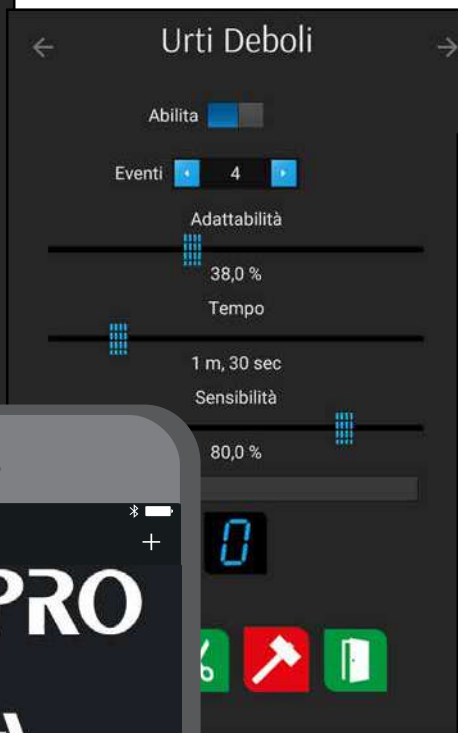 Urti Deboli
Abilita
Eventi 4
Adattabilità
38,0 %
Tempo
1 m, 30 sec
Sensibilità
80,0 %
0
PRO